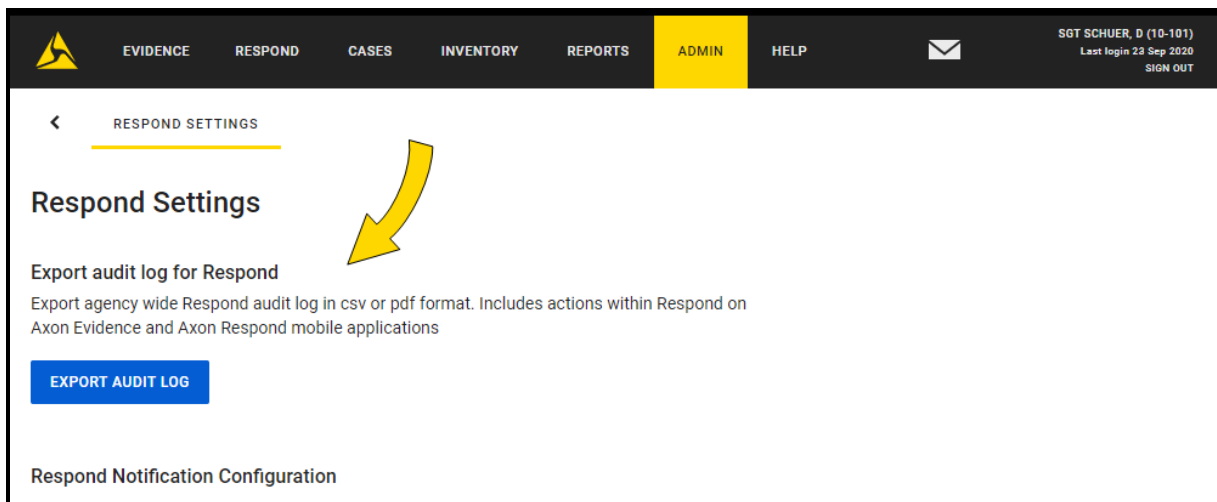 EVIDENCE RESPOND CASES INVENTORY REPORTS ADMIN HELP
SGT SCHUER, D (10-101)
Last login 23 Sep 2020
SIGN OUT
RESPOND SETTINGS
Respond Settings
Export audit log for Respond
Export agency wide Respond audit log in csv or pdf format. Includes actions within Respond on
Axon Evidence and Axon Respond mobile applications
EXPORT AUDIT LOG
Respond Notification Configuration